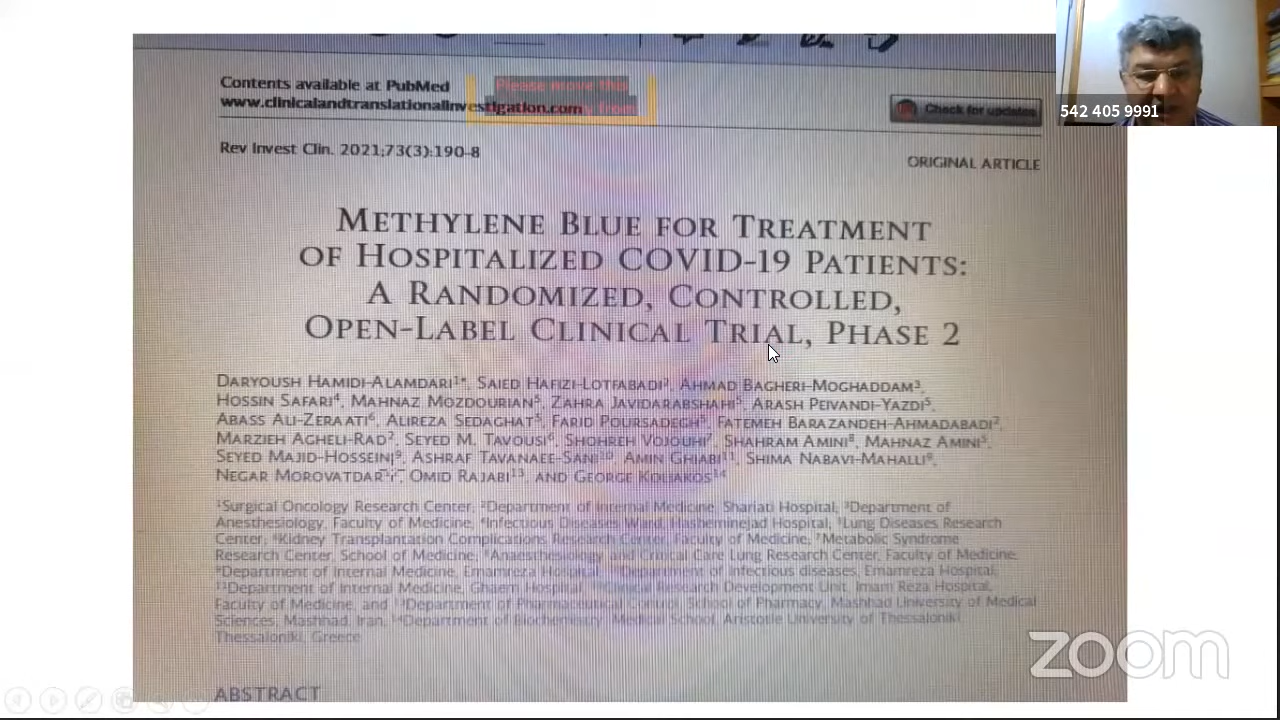 Contents available at PubMed
www.clinicalandtranslationalinvestigation.com
Please move this
from
Check for updates
542 405 9991
Rev Invest Clin. 2021;73(3):190-8
ORIGINAL ARTICLE
METHYLENE BLUE FOR TREATMENT
OF HOSPITALIZED COVID-19 PATIENTS:
A RANDOMIZED, CONTROLLED,
OPEN-LABEL CLINICAL TRIAL, PHASE 2
DARYOUSH HAMIDI-ALAMDARI¹*, SAIED HAFIZI-LOTFABADI², AHMAD BAGHERI-MOGHADDAM³,
HOSSIN SAFARI⁴, MAHNAZ MOZDOURIAN⁵, ZAHRA JAVIDARABSHAHI⁵, ARASH PEIVANDI-YAZDI⁵,
ABASS ALI-ZERAATI⁶, ALIREZA SEDAGHAT⁵, FARID POURSADEGH⁵, FATEMEH BARAZANDEH-AHMADABADI²,
MARZIEH AGHELI-RAD², SEYED M. TAVOUSI⁶, SHOHREH VOJOUHI⁷, SHAHRAM AMINI⁸, MAHNAZ AMINI⁵,
SEYED MAJID-HOSSEINI⁹, ASHRAF TAVANAEE-SANI¹⁰, AMIN GHIABI¹¹, SHIMA NABAVI-MAHALLI⁹,
NEGAR MOROVATDAR, OMID RAJABI¹³, AND GEORGE KOLIAKOS¹⁴
¹Surgical Oncology Research Center, ²Department of Internal Medicine, Shariati Hospital, ³Department of
Anesthesiology, Faculty of Medicine, ⁴Infectious Diseases Ward, Hasheminejad Hospital, ⁵Lung Diseases Research
Center, ⁶Kidney Transplantation Complications Research Center, Faculty of Medicine, ⁷Metabolic Syndrome
Research Center, School of Medicine, ⁸Anaesthesiology and Critical Care Lung Research Center, Faculty of Medicine,
⁹Department of Internal Medicine, Emamreza Hospital, Department of Infectious diseases, Emamreza Hospital,
¹¹Department of Internal Medicine, Ghaem Hospital, Clinical Research Development Unit, Imam Reza Hospital,
Faculty of Medicine, and ¹³Department of Pharmaceutical Control, School of Pharmacy, Mashhad University of Medical
Sciences, Mashhad, Iran, ¹⁴Department of Biochemistry, Medical School, Aristotle University of Thessaloniki,
Thessaloniki, Greece
ABSTRACT
zoom